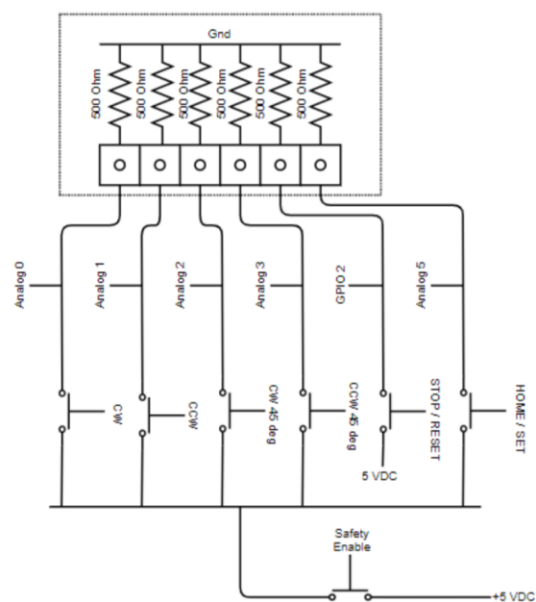 Gnd
500 Ohm
500 Ohm
500 Ohm
500 Ohm
500 Ohm
500 Ohm
Analog 0
Analog 1
Analog 2
Analog 3
GPIO 2
Analog 5
CW
CCW
CW 45 deg
CCW 45 deg
STOP / RESET
HOME / SET
5 VDC
Safety
Enable
+5 VDC